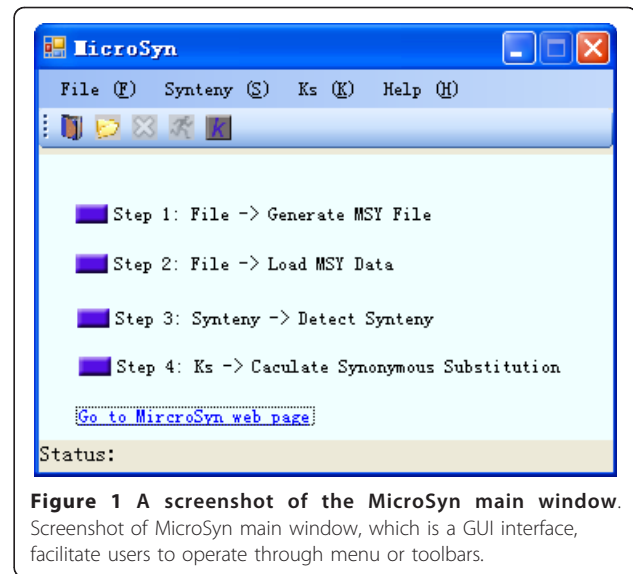 MicroSyn
File (F) Synteny (S) Ks (K) Help (H)
K
Step 1: File -> Generate MSY File
Step 2: File -> Load MSY Data
Step 3: Synteny -> Detect Synteny
Step 4: Ks -> Caculate Synonymous Substitution
Go to MircroSyn web page
Status:
Figure 1 A screenshot of the MicroSyn main window.
Screenshot of MicroSyn main window, which is a GUI interface,
facilitate users to operate through menu or toolbars.